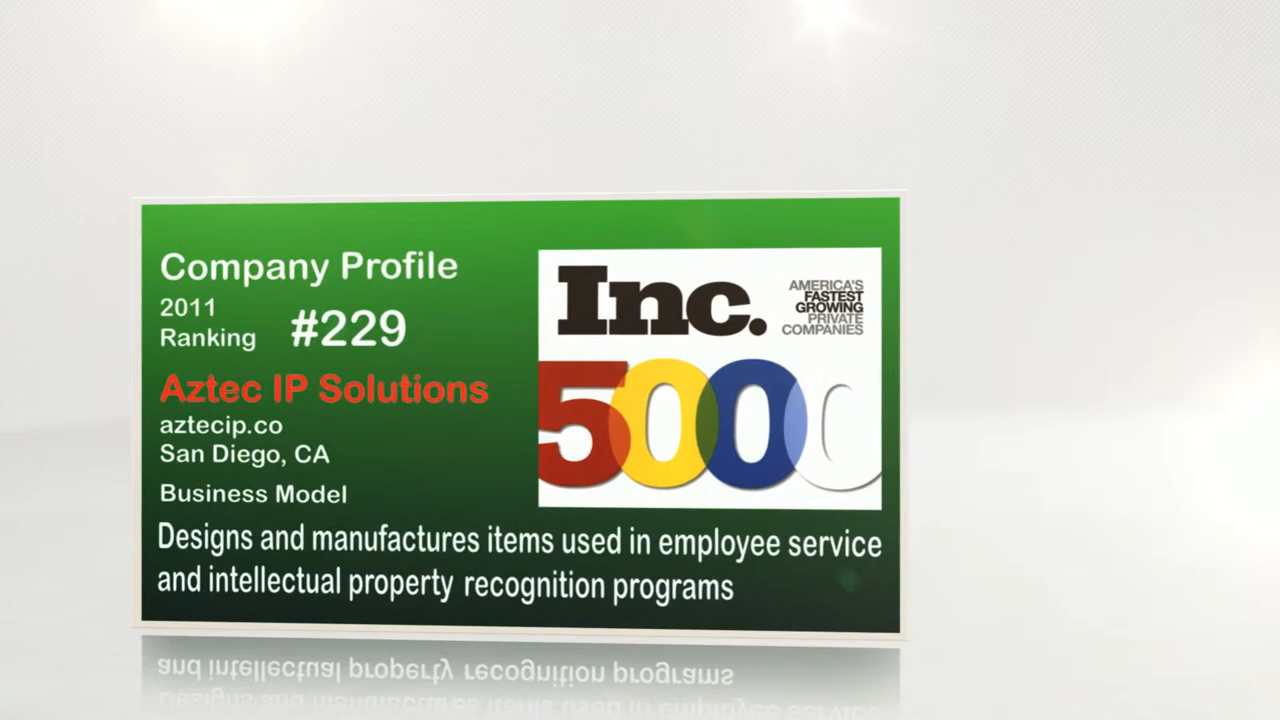 Company Profile
2011
Ranking #229
Aztec IP Solutions
aztecip.co
San Diego, CA
Business Model
Designs and manufactures items used in employee service
and intellectual property recognition programs
Inc.
AMERICA'S
FASTEST
GROWING
PRIVATE
COMPANIES
5000